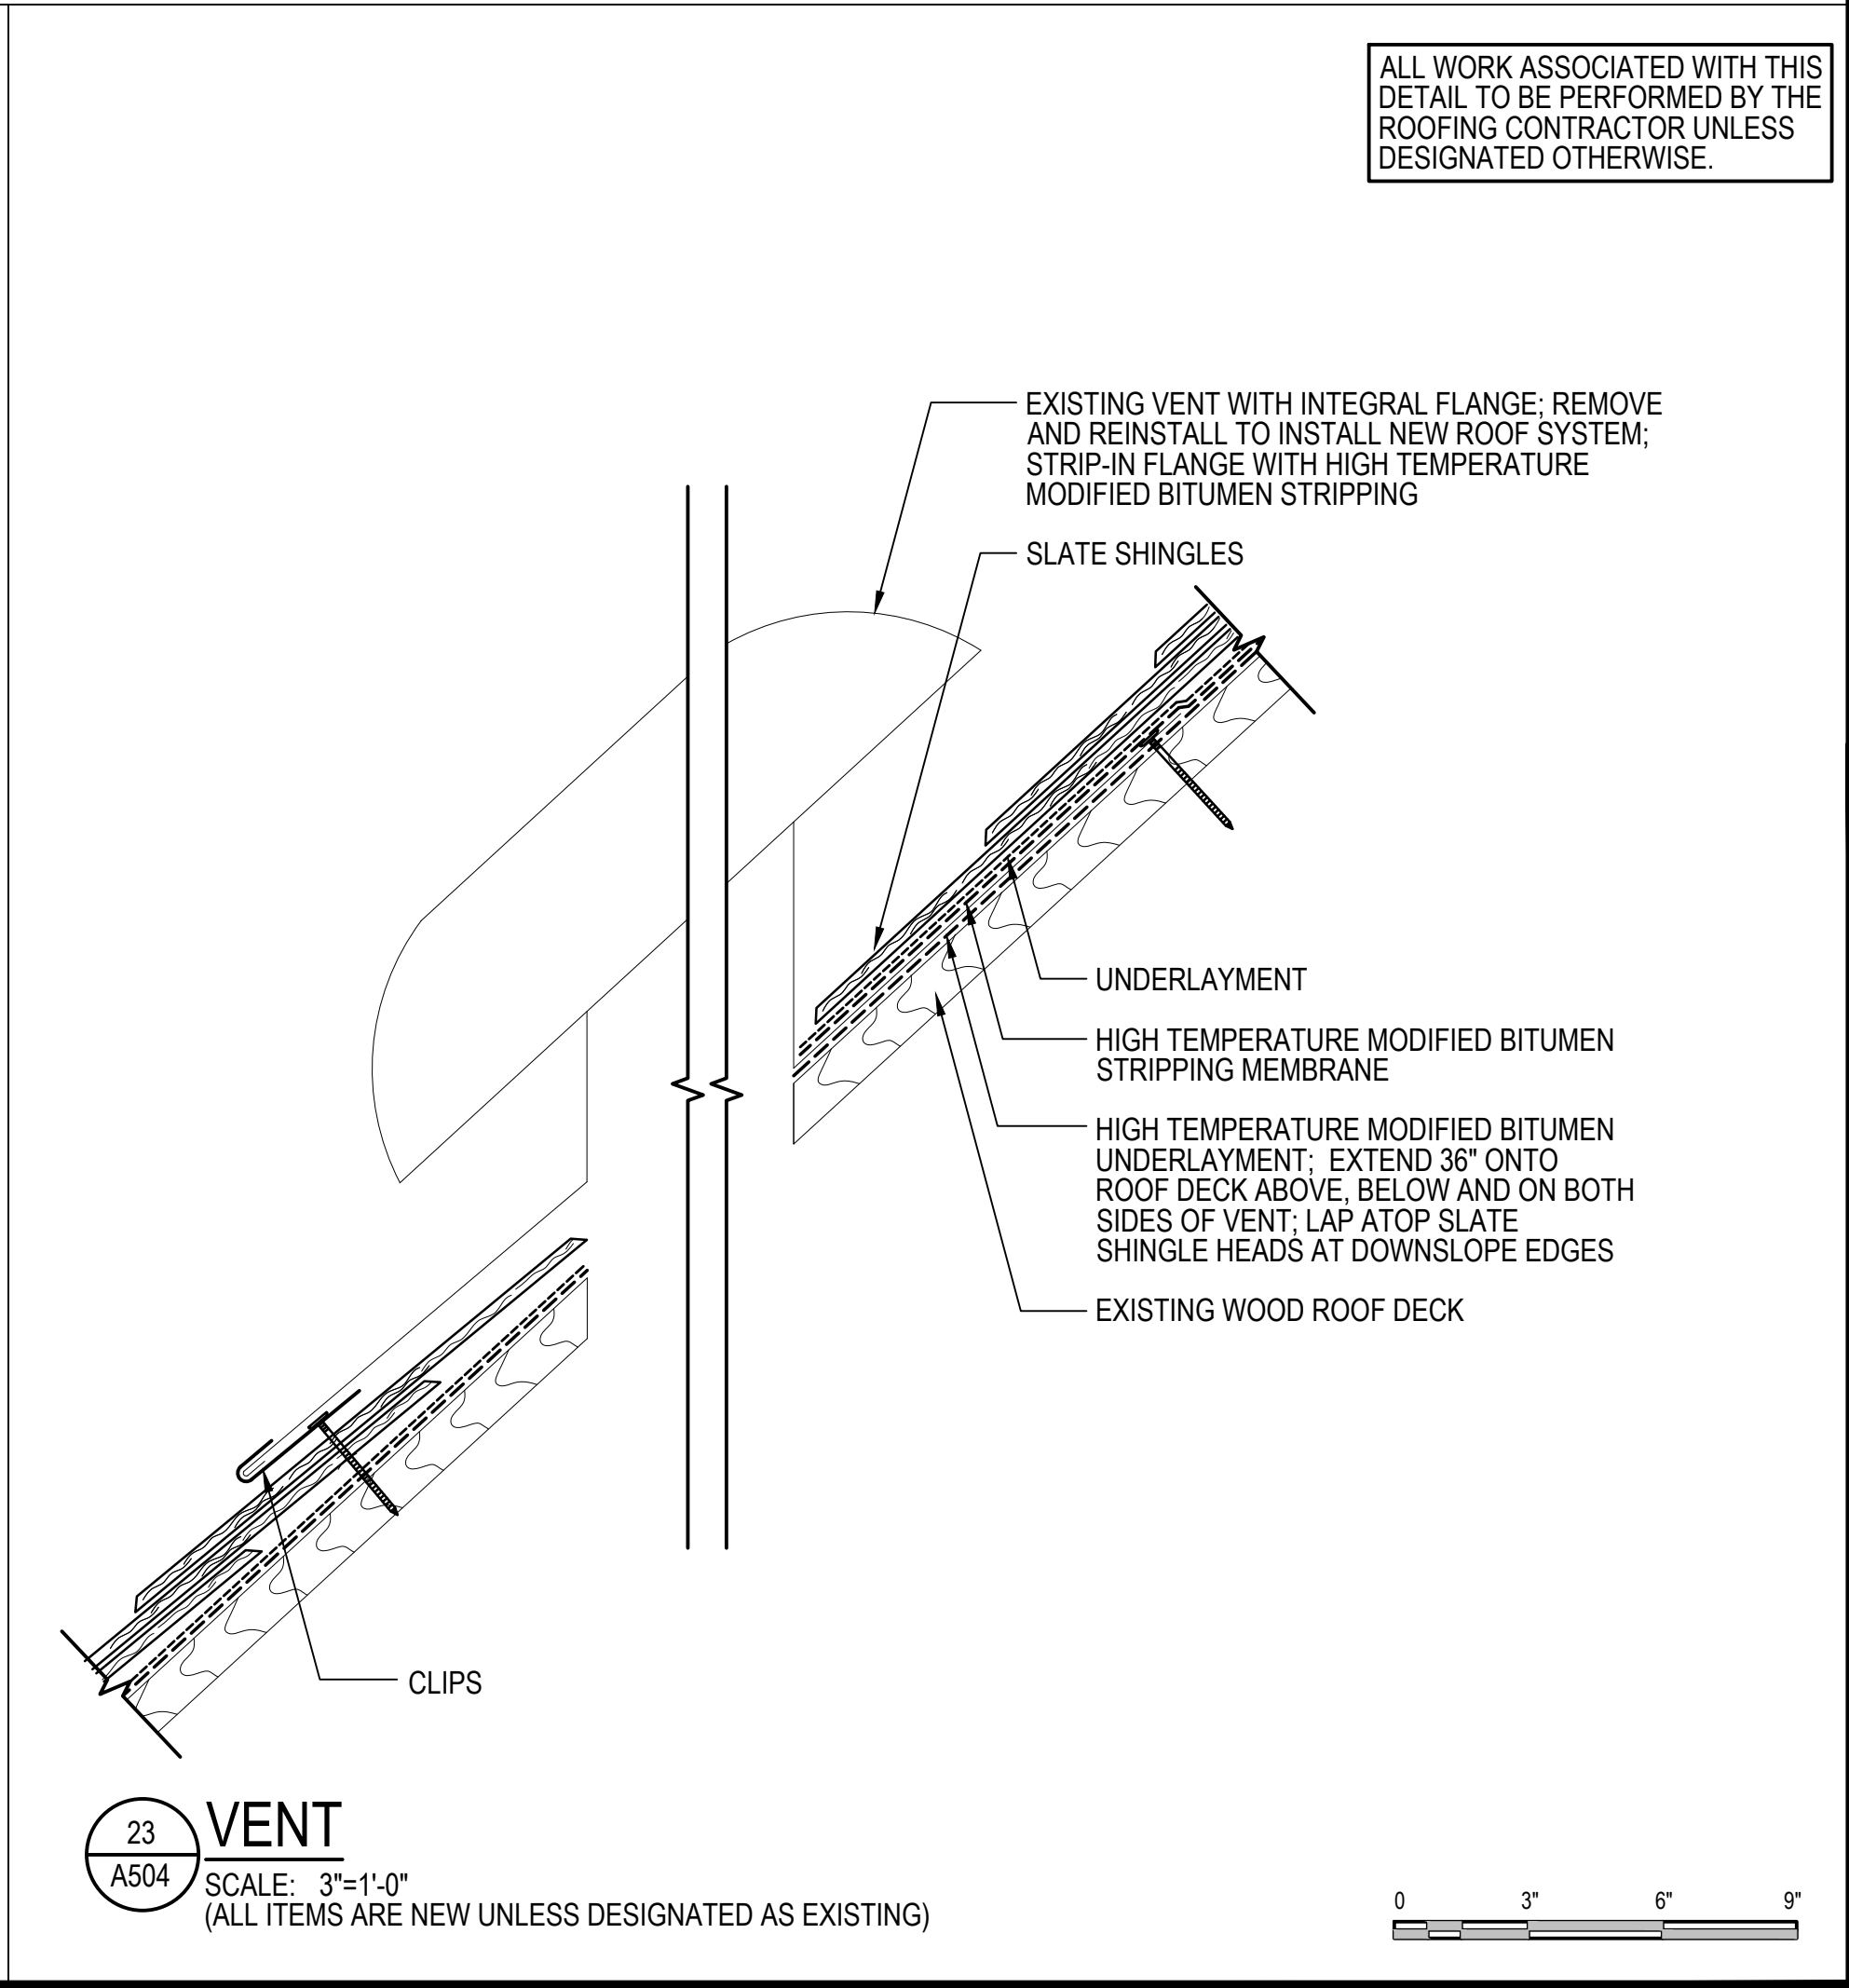 ALL WORK ASSOCIATED WITH THIS
DETAIL TO BE PERFORMED BY THE
ROOFING CONTRACTOR UNLESS
DESIGNATED OTHERWISE.
EXISTING VENT WITH INTEGRAL FLANGE; REMOVE
AND REINSTALL TO INSTALL NEW ROOF SYSTEM;
STRIP-IN FLANGE WITH HIGH TEMPERATURE
MODIFIED BITUMEN STRIPPING
SLATE SHINGLES
UNDERLAYMENT
HIGH TEMPERATURE MODIFIED BITUMEN
STRIPPING MEMBRANE
HIGH TEMPERATURE MODIFIED BITUMEN
UNDERLAYMENT; EXTEND 36" ONTO
ROOF DECK ABOVE, BELOW AND ON BOTH
SIDES OF VENT; LAP ATOP SLATE
SHINGLE HEADS AT DOWNSLOPE EDGES
EXISTING WOOD ROOF DECK
CLIPS
23
A504
VENT
SCALE: 3"=1'-0"
(ALL ITEMS ARE NEW UNLESS DESIGNATED AS EXISTING)
0 3" 6" 9"